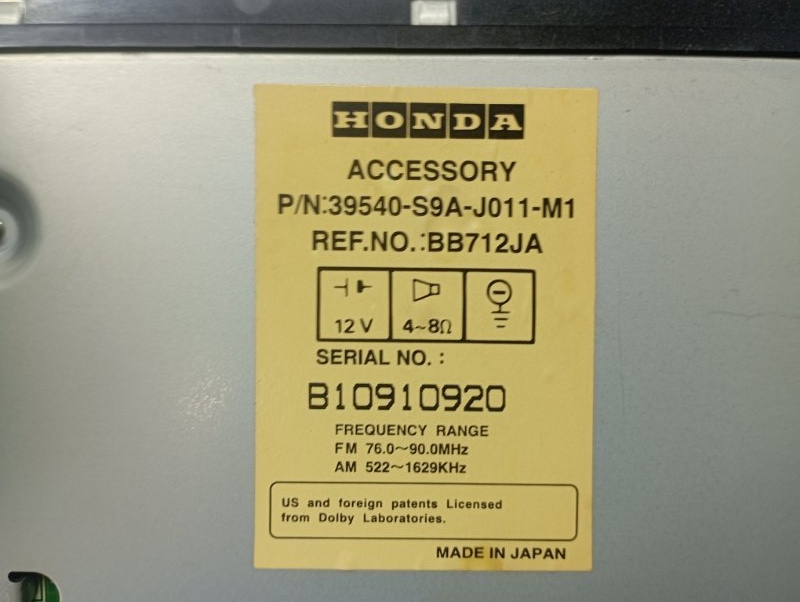 HONDA
ACCESSORY
P/N:39540-S9A-J011-M1
REF.NO.:BB712JA
12V 4~8Ω
SERIAL NO. :
B10910920
FREQUENCY RANGE
FM 76.0~90.0MHz
AM 522~1629KHz
US and foreign patents Licensed
from Dolby Laboratories.
MADE IN JAPAN